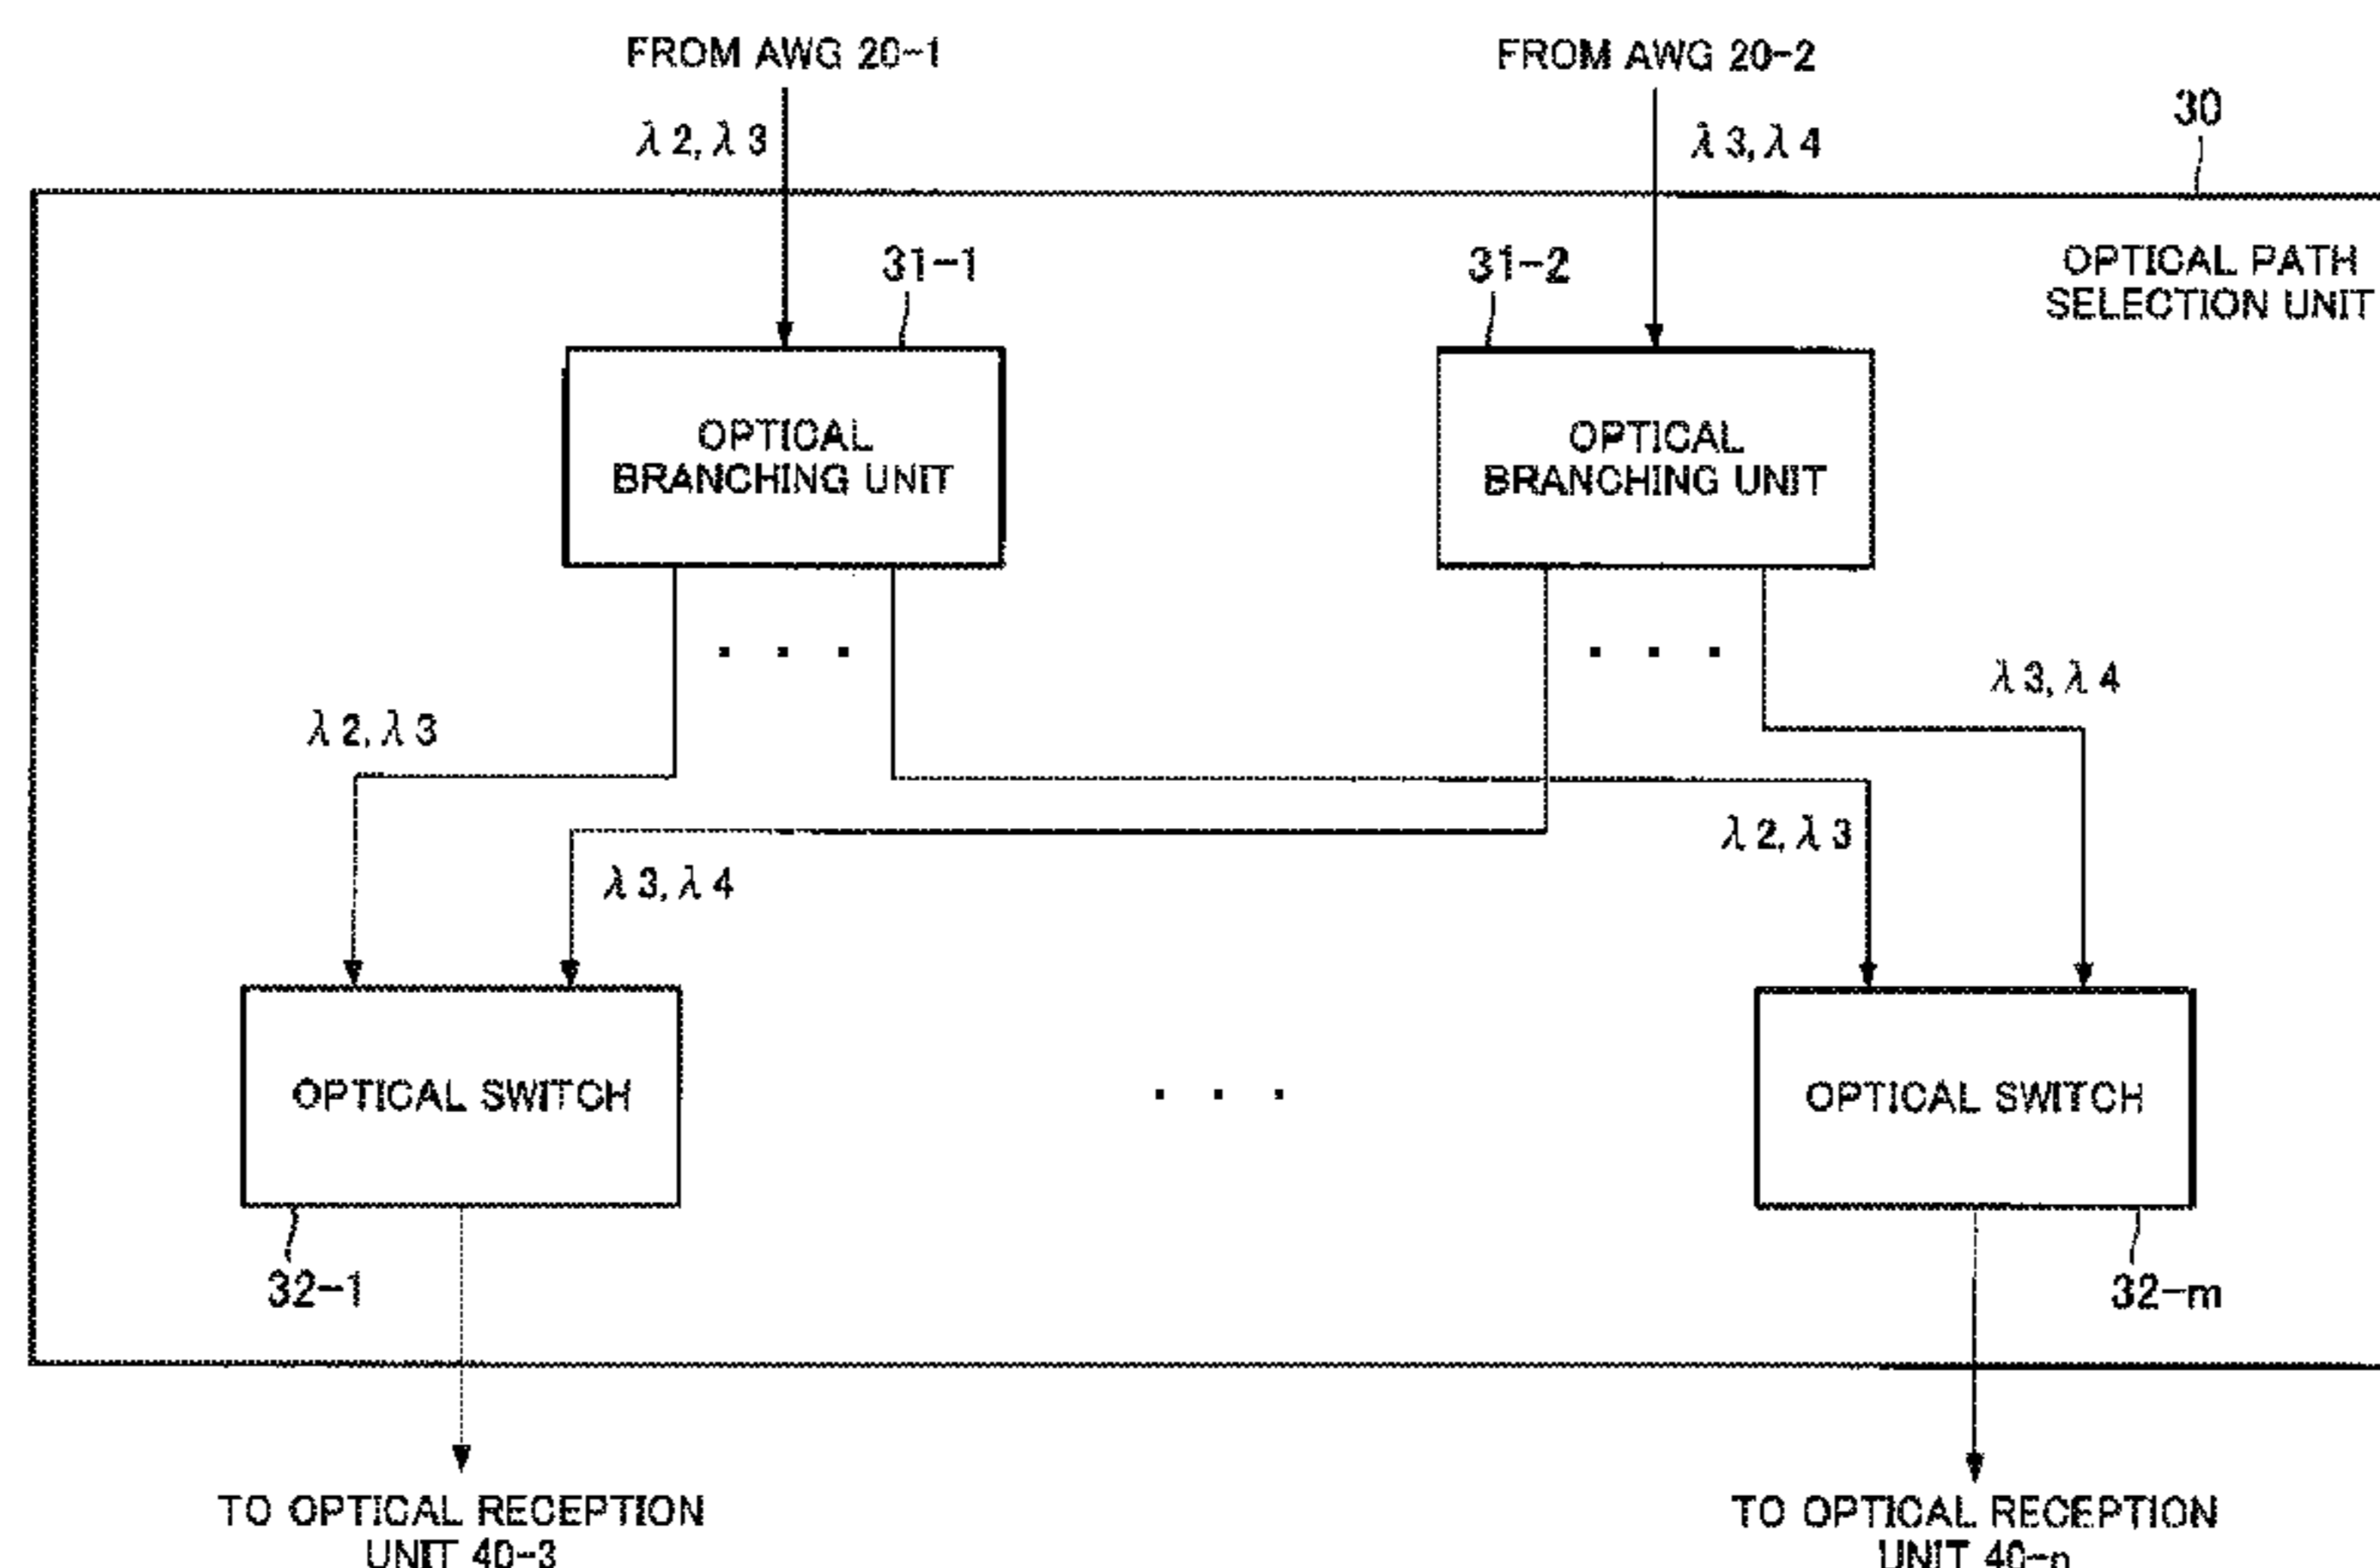 FROM AWG 20-1
FROM AWG 20-2
λ2, λ3
λ3, λ4
30
31-1
31-2
OPTICAL PATH
SELECTION UNIT
OPTICAL
BRANCHING UNIT
OPTICAL
BRANCHING UNIT
· · ·
· · ·
λ2, λ3
λ3, λ4
λ3, λ4
λ2, λ3
OPTICAL SWITCH
· · ·
OPTICAL SWITCH
32-1
32-m
TO OPTICAL RECEPTION
UNIT 40-3
TO OPTICAL RECEPTION
UNIT 40-n